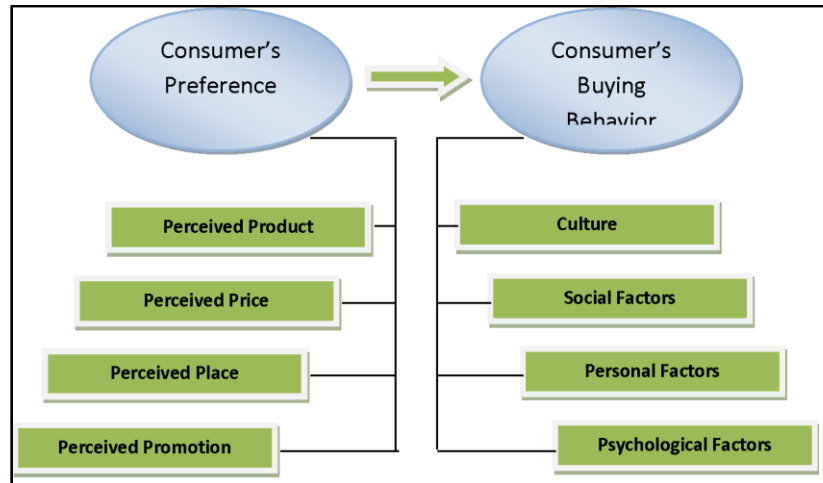 Consumer's
Preference
Consumer's
Buying
Behavior
Perceived Product
Perceived Price
Perceived Place
Perceived Promotion
Culture
Social Factors
Personal Factors
Psychological Factors